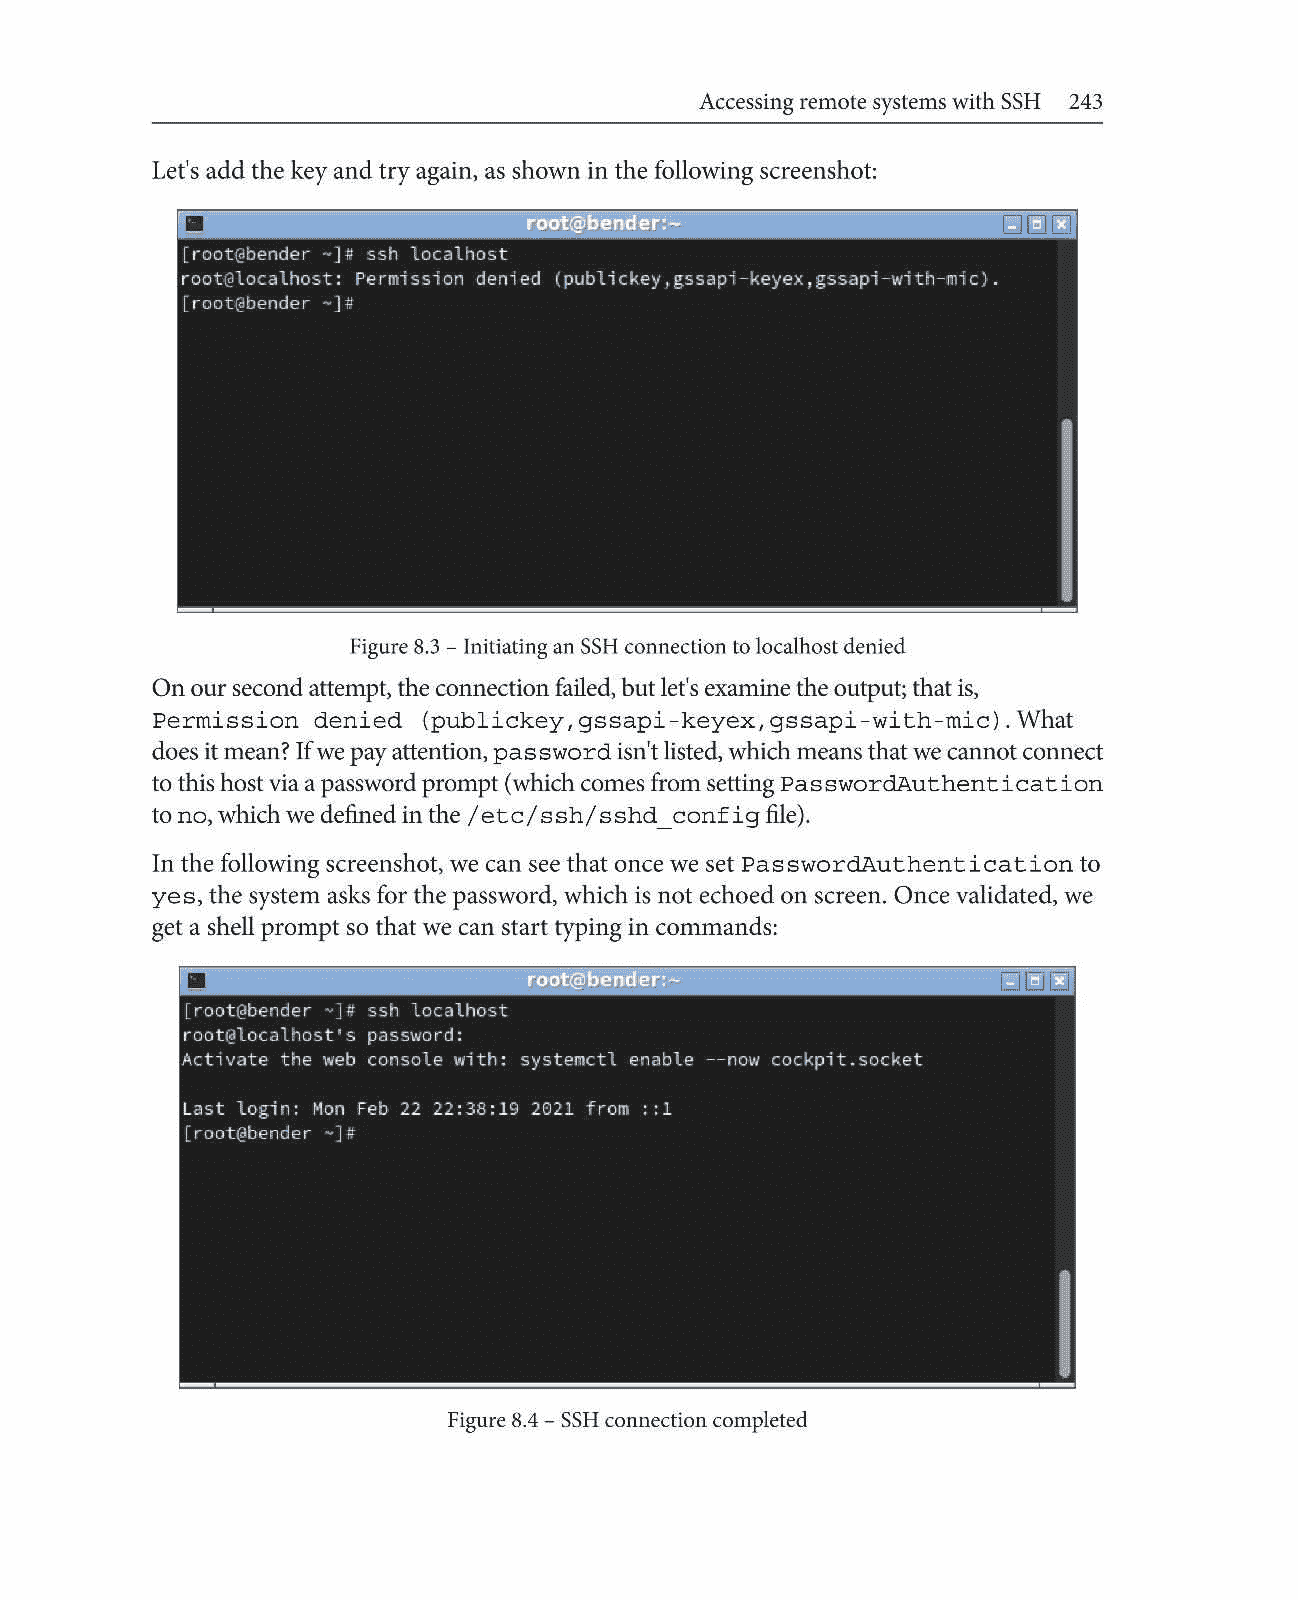 Accessing remote systems with SSH 243
Let's add the key and try again, as shown in the following screenshot:
root@bender:~
[root@bender ~]# ssh localhost
root@localhost: Permission denied (publickey,gssapi-keyex,gssapi-with-mic).
[root@bender ~]#
Figure 8.3 – Initiating an SSH connection to localhost denied
On our second attempt, the connection failed, but let's examine the output; that is,
Permission denied (publickey,gssapi-keyex,gssapi-with-mic). What
does it mean? If we pay attention, password isn't listed, which means that we cannot connect
to this host via a password prompt (which comes from setting PasswordAuthentication
to no, which we defined in the /etc/ssh/sshd_config file).
In the following screenshot, we can see that once we set PasswordAuthentication to
yes, the system asks for the password, which is not echoed on screen. Once validated, we
get a shell prompt so that we can start typing in commands:
root@bender:~
[root@bender ~]# ssh localhost
root@localhost's password:
Activate the web console with: systemctl enable --now cockpit.socket
Last login: Mon Feb 22 22:38:19 2021 from ::1
[root@bender ~]#
Figure 8.4 – SSH connection completed